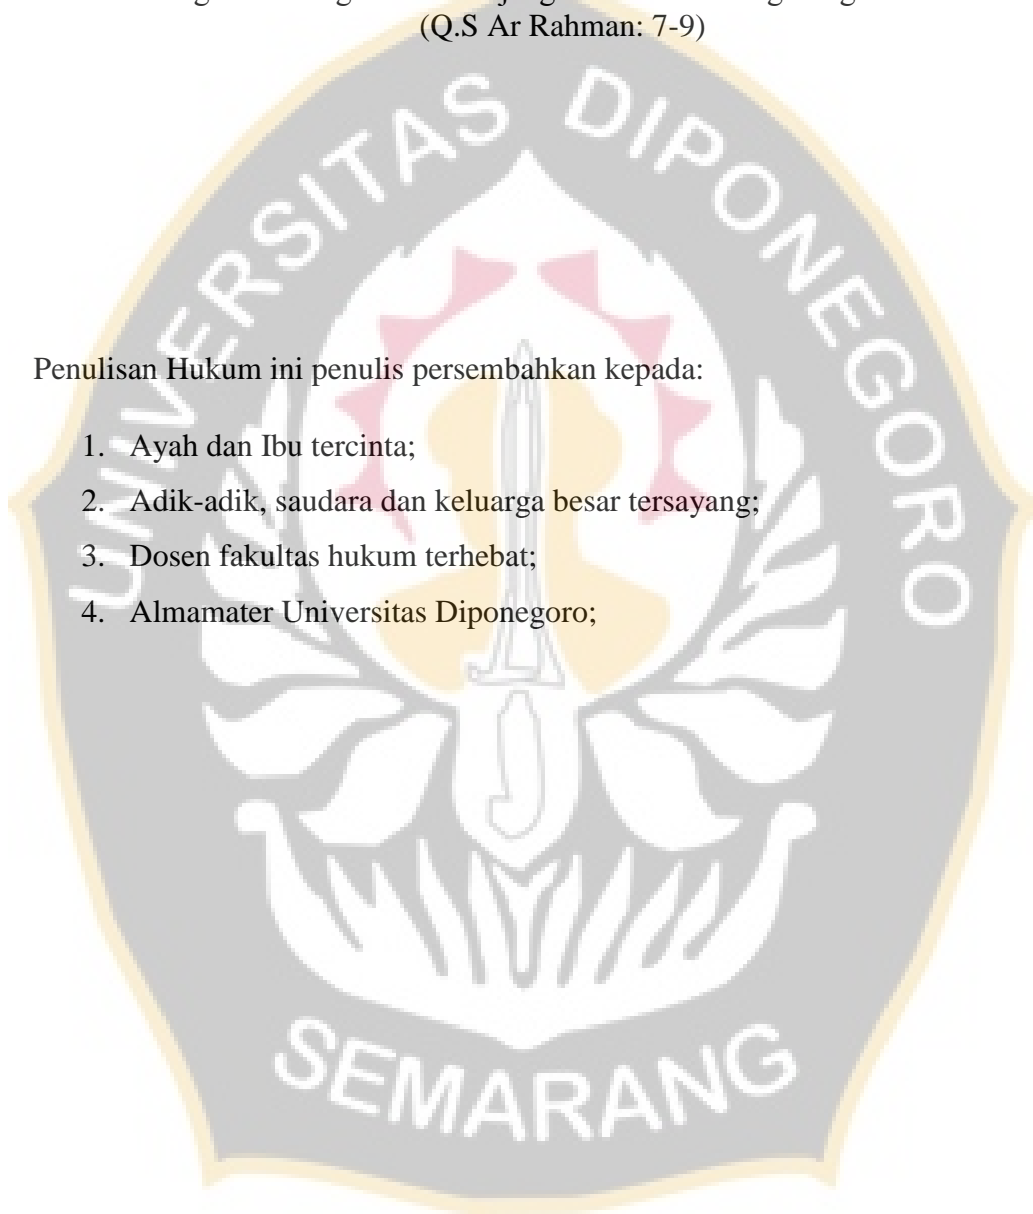 (Q.S Ar Rahman: 7-9)
UNIVERSITAS DIPONEGORO
Penulisan Hukum ini penulis persembahkan kepada:
1. Ayah dan Ibu tercinta;
2. Adik-adik, saudara dan keluarga besar tersayang;
3. Dosen fakultas hukum terhebat;
4. Almamater Universitas Diponegoro;
SEMARANG